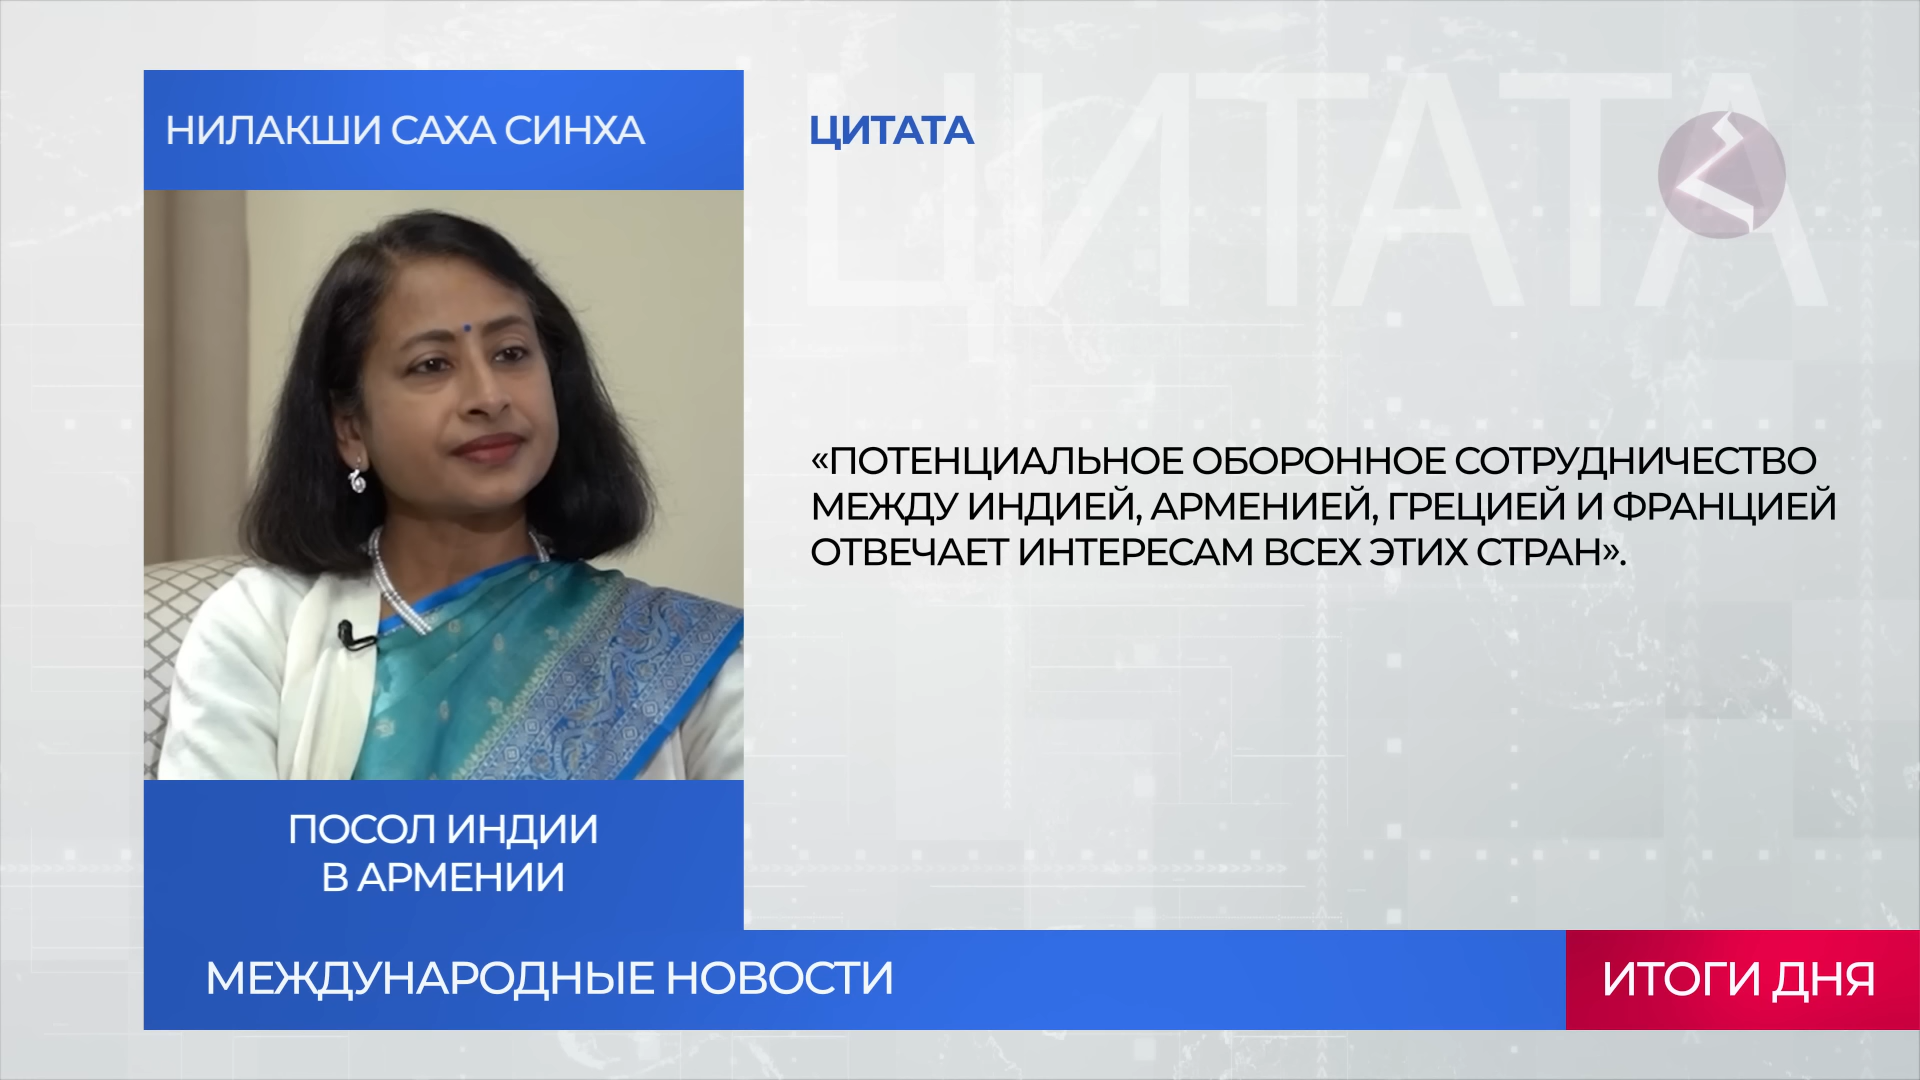 НИЛАКШИ САХА СИНХА
ЦИТАТА
ЦИТАТА
«ПОТЕНЦИАЛЬНОЕ ОБОРОННОЕ СОТРУДНИЧЕСТВО
МЕЖДУ ИНДИЕЙ, АРМЕНИЕЙ, ГРЕЦИЕЙ И ФРАНЦИЕЙ
ОТВЕЧАЕТ ИНТЕРЕСАМ ВСЕХ ЭТИХ СТРАН».
ПОСОЛ ИНДИИ
В АРМЕНИИ
МЕЖДУНАРОДНЫЕ НОВОСТИ
ИТОГИ ДНЯ